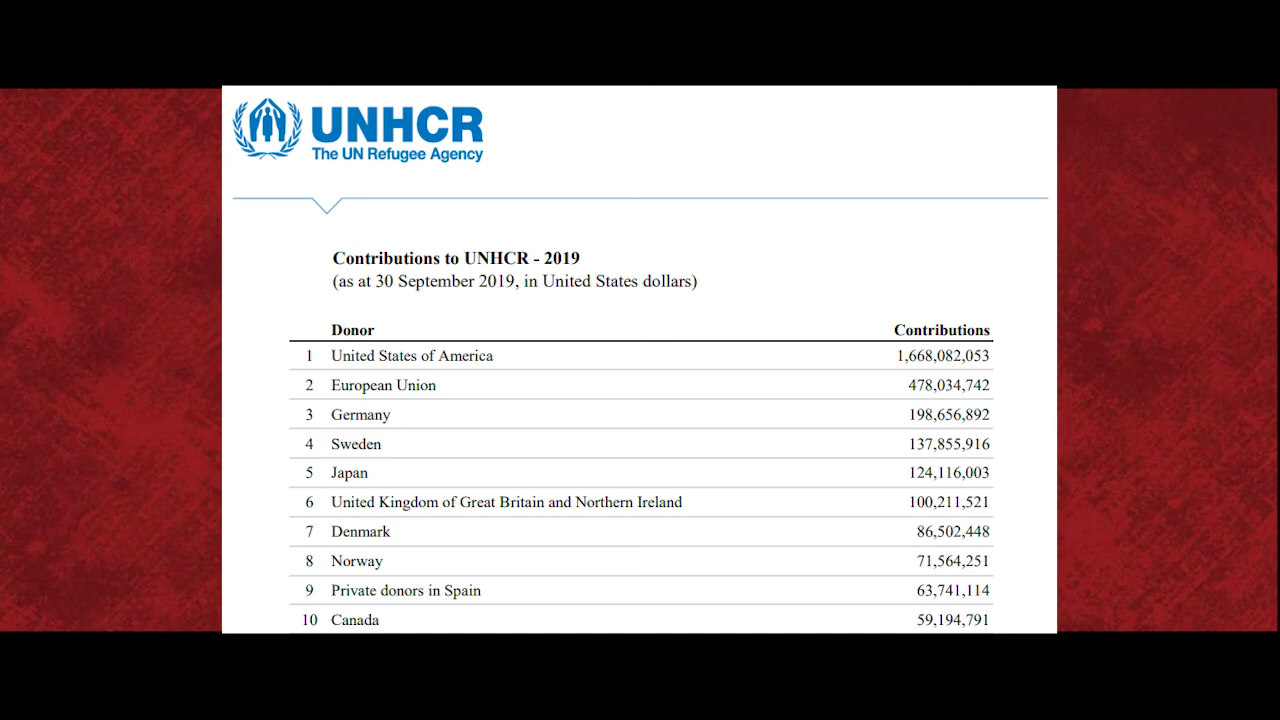 UNHCR
The UN Refugee Agency
Contributions to UNHCR - 2019
(as at 30 September 2019, in United States dollars)
Donor Contributions
1 United States of America 1,668,082,053
2 European Union 478,034,742
3 Germany 198,656,892
4 Sweden 137,855,916
5 Japan 124,116,003
6 United Kingdom of Great Britain and Northern Ireland 100,211,521
7 Denmark 86,502,448
8 Norway 71,564,251
9 Private donors in Spain 63,741,114
10 Canada 59,194,791